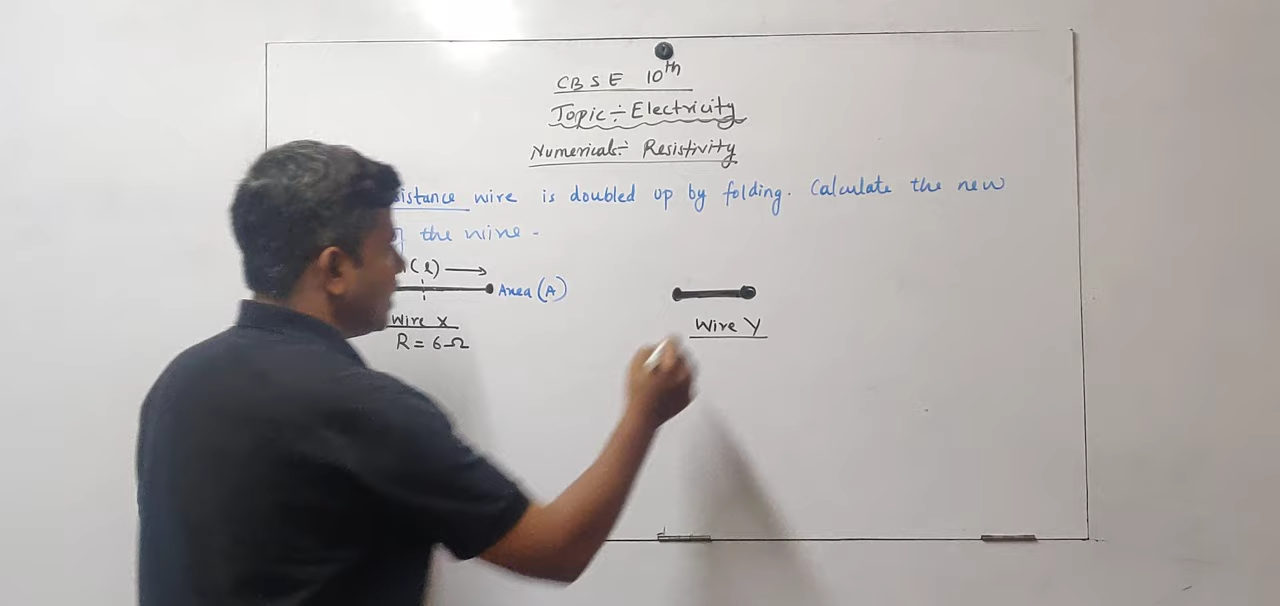 CBSE 10th
Topic ÷ Electricity
Numerical ÷ Resistivity
sistance wire is doubled up by folding. Calculate the new
the wire -
(l) → Area (A)
Wire X
R = 6Ω
Wire Y